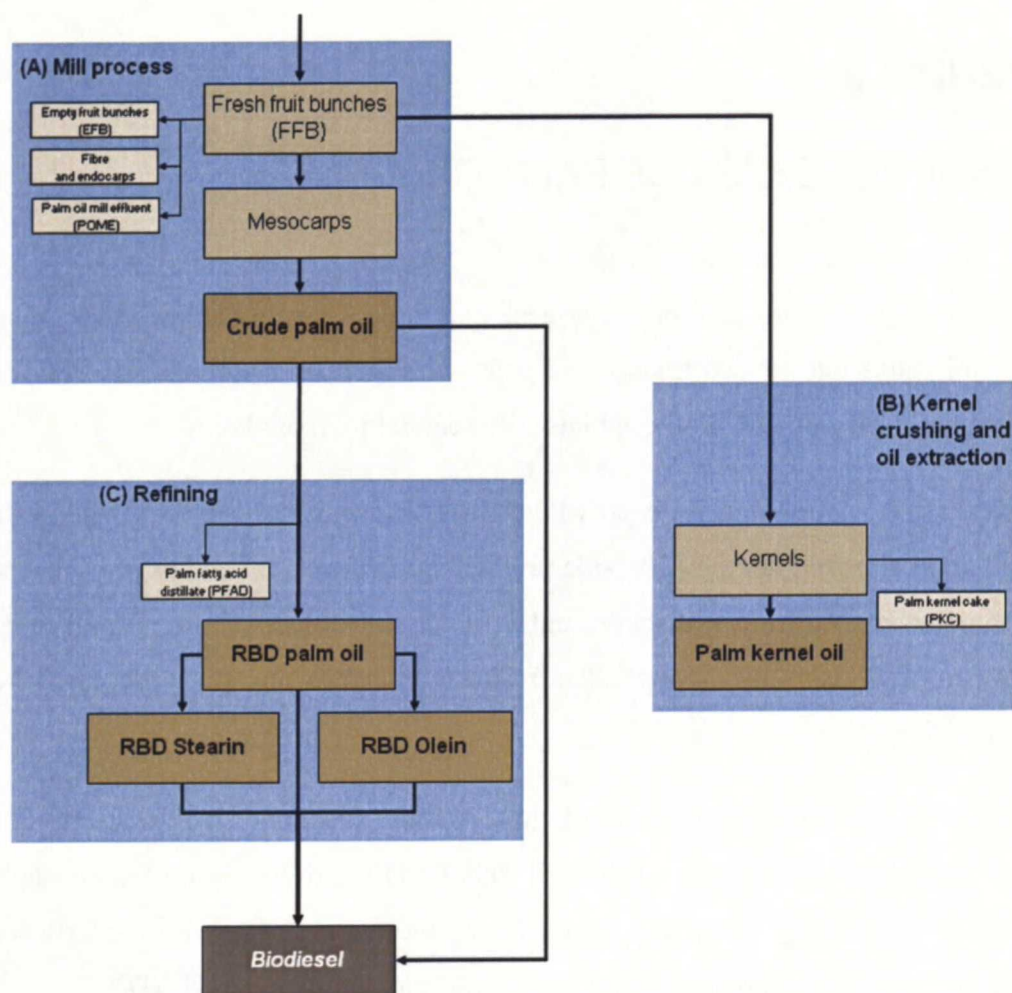 (A) Mill process
Fresh fruit bunches
(FFB)
Empty fruit bunches
(EFB)
Fibre
and endocarps
Palm oil mill effluent
(POME)
Mesocarps
Crude palm oil
(B) Kernel
crushing and
oil extraction
(C) Refining
Palm fatty acid
distillate (PFAD)
Kernels
Palm kernel cake
(PKC)
RBD palm oil
Palm kernel oil
RBD Stearin
RBD Olein
Biodiesel